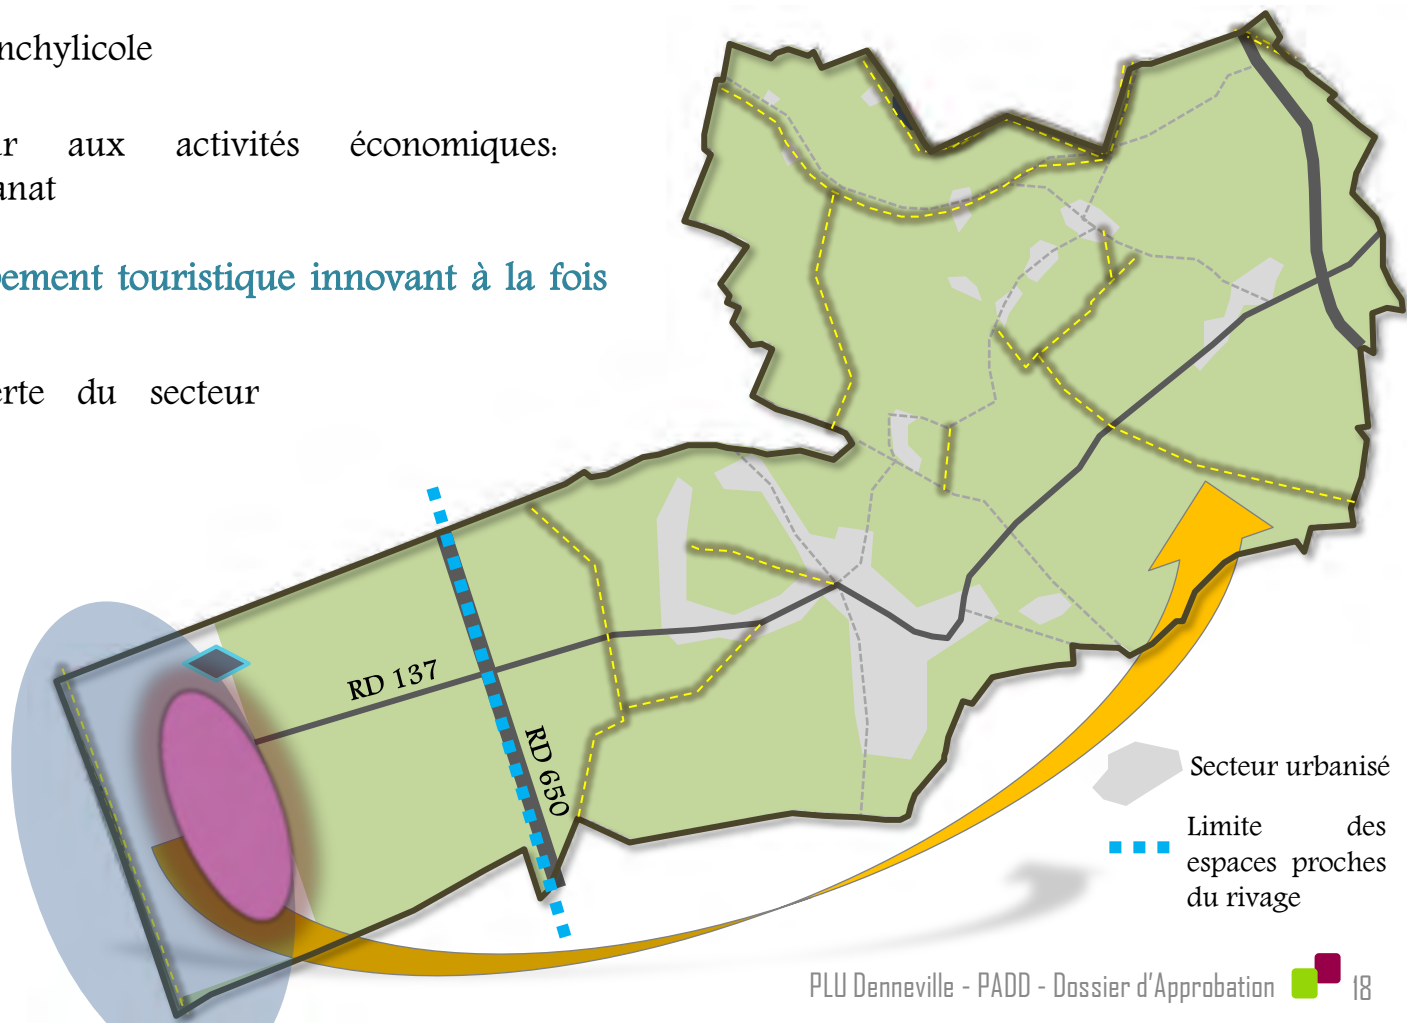 nchylicole
r aux activités économiques:
anat
ement touristique innovant à la fois
erte du secteur
RD 137
RD 650
Secteur urbanisé
Limite des
espaces proches
du rivage
PLU Denneville - PADD - Dossier d'Approbation 18